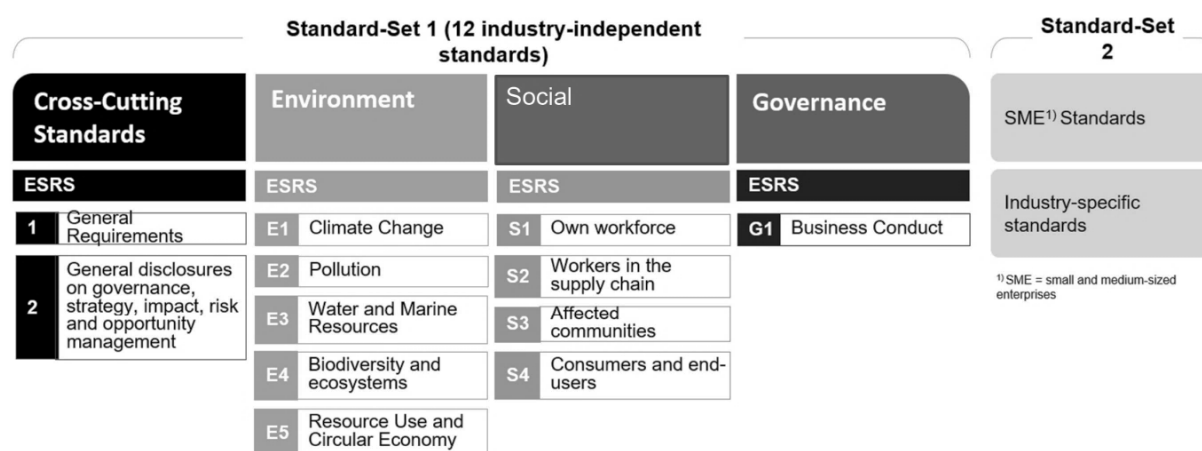 Standard-Set 1 (12 industry-independent
standards)
Standard-Set
2
Cross-Cutting
Standards
ESRS
1
General
Requirements
2
General disclosures
on governance,
strategy, impact, risk
and opportunity
management
Environment
ESRS
E1
Climate Change
E2
Pollution
E3
Water and Marine
Resources
E4
Biodiversity and
ecosystems
E5
Resource Use and
Circular Economy
Social
ESRS
S1
Own workforce
S2
Workers in the
supply chain
S3
Affected
communities
S4
Consumers and end-
users
Governance
ESRS
G1
Business Conduct
SME1) Standards
Industry-specific
standards
1) SME = small and medium-sized
enterprises